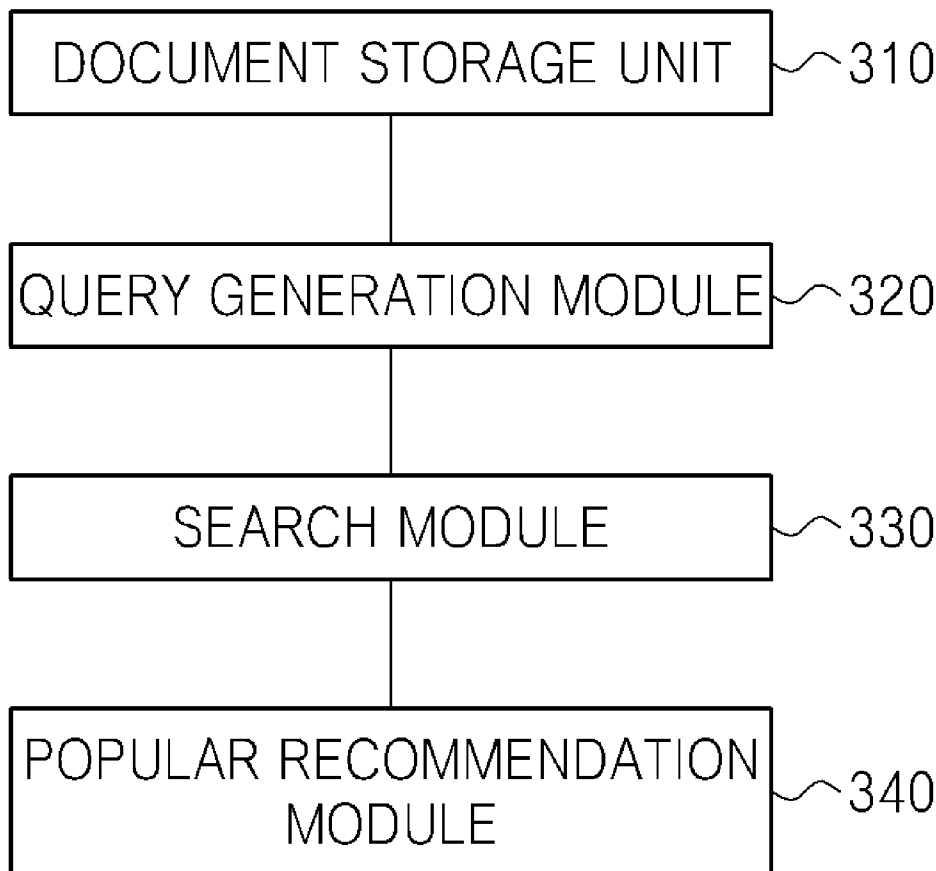 DOCUMENT STORAGE UNIT 310
QUERY GENERATION MODULE 320
SEARCH MODULE 330
POPULAR RECOMMENDATION
MODULE
340